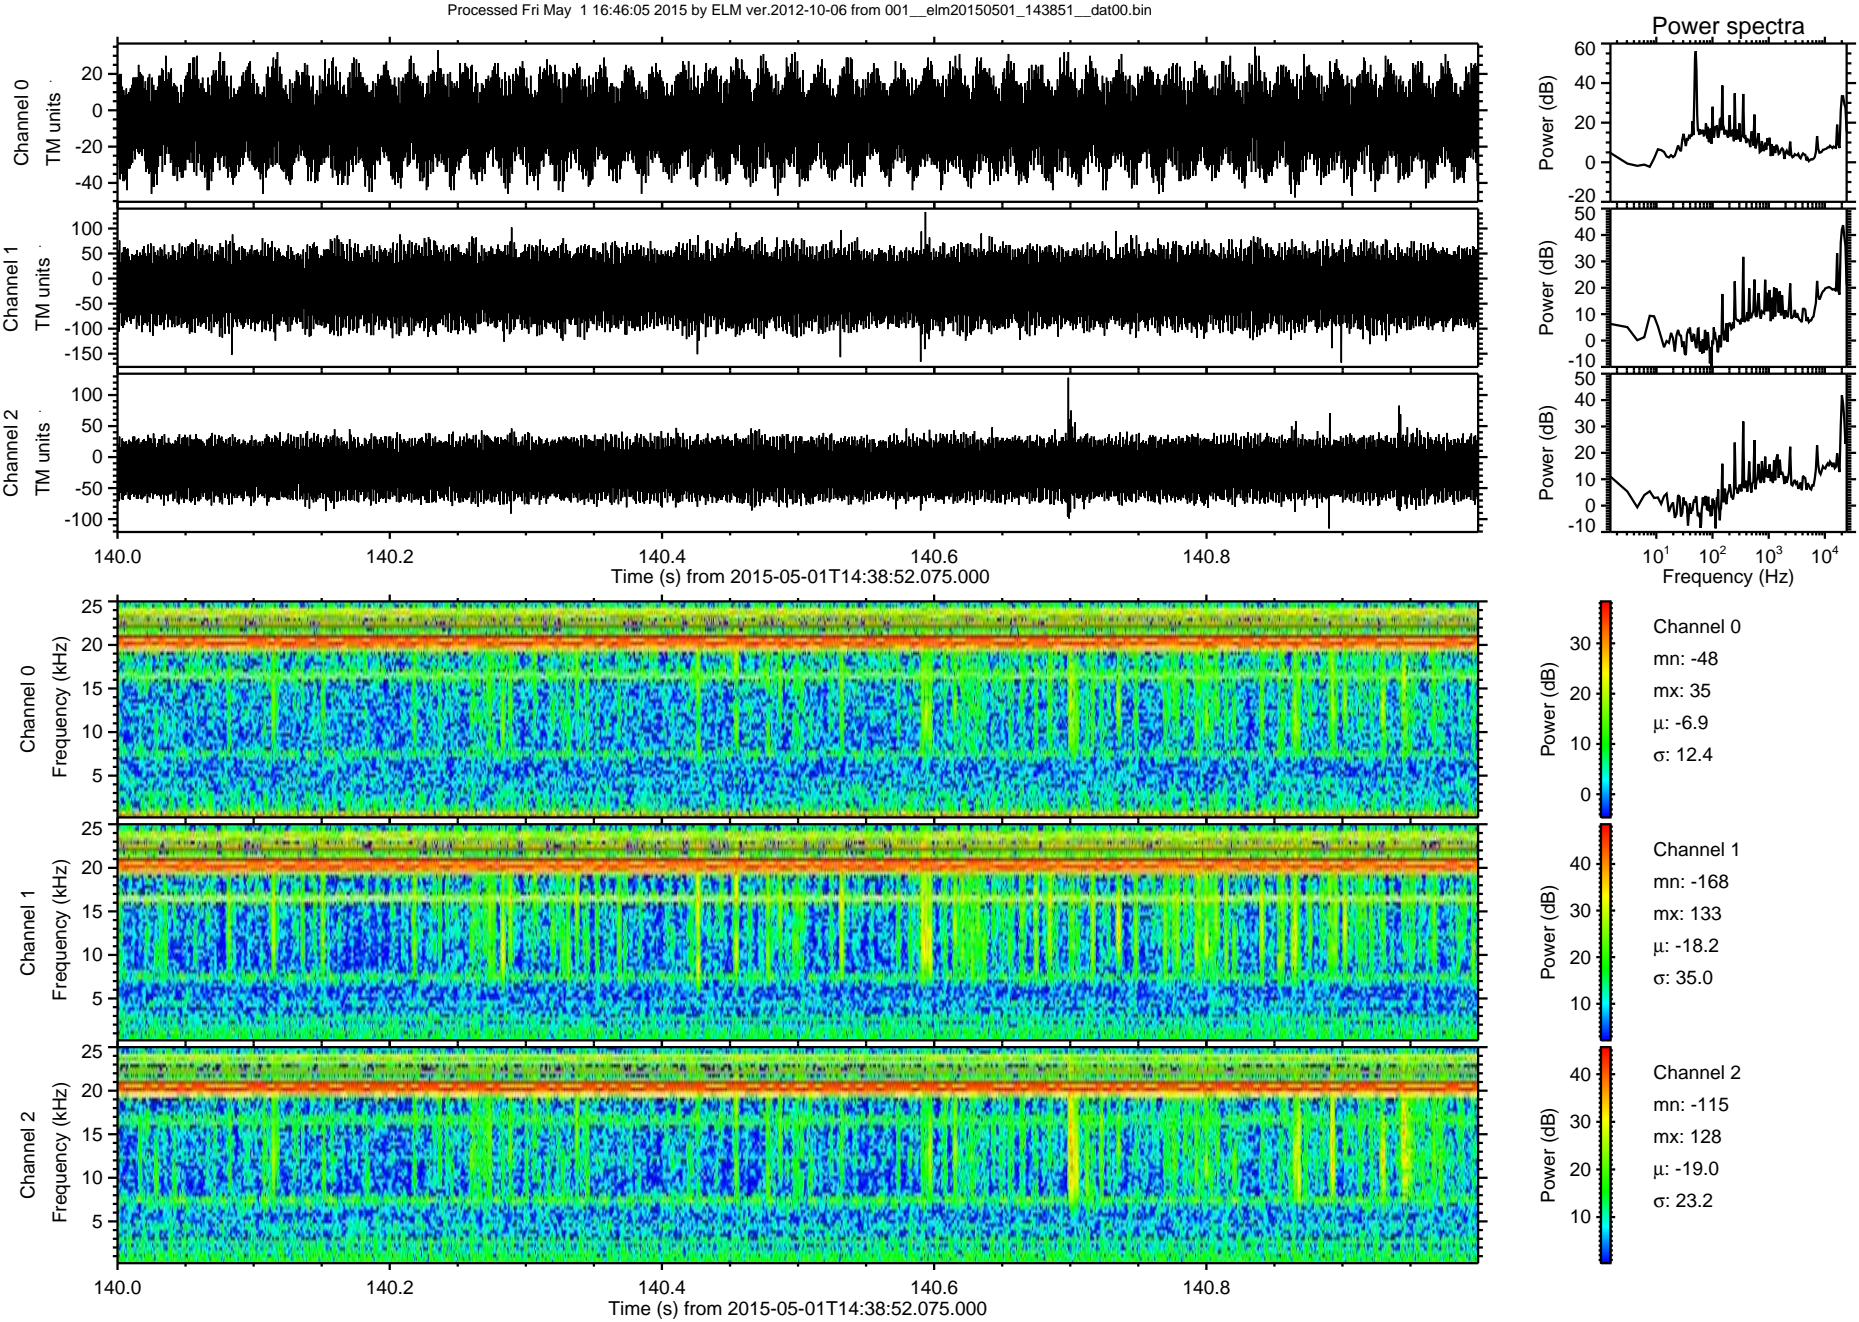 Processed Fri May  1 16:46:05 2015 by ELM ver.2012-10-06 from 001__elm20150501_143851__dat00.bin
Power spectra
Channel 0
TM units
20
0
-20
-40
Power (dB)
60
40
20
0
-20
Channel 1
TM units
100
50
0
-50
-100
-150
Power (dB)
50
40
30
20
10
0
-10
Channel 2
TM units
100
50
0
-50
-100
Power (dB)
50
40
30
20
10
0
-10
140.0 140.2 140.4 140.6 140.8
Time (s) from 2015-05-01T14:38:52.075.000
10^1 10^2 10^3 10^4
Frequency (Hz)
Channel 0
Frequency (kHz)
25
20
15
10
5
Power (dB)
30
20
10
0
Channel 0
mn: -48
mx: 35
μ: -6.9
σ: 12.4
Channel 1
Frequency (kHz)
25
20
15
10
5
Power (dB)
40
30
20
10
Channel 1
mn: -168
mx: 133
μ: -18.2
σ: 35.0
Channel 2
Frequency (kHz)
25
20
15
10
5
Power (dB)
40
30
20
10
Channel 2
mn: -115
mx: 128
μ: -19.0
σ: 23.2
140.0 140.2 140.4 140.6 140.8
Time (s) from 2015-05-01T14:38:52.075.000